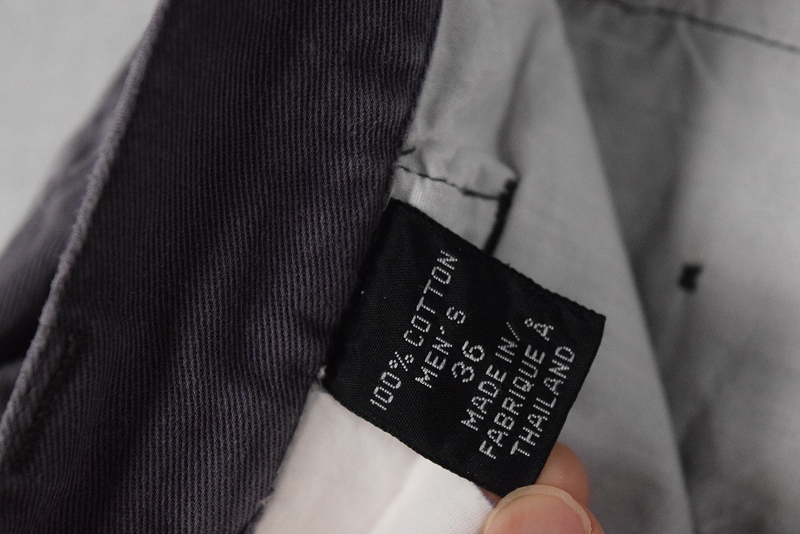 100% COTTON
MEN'S
36
MADE IN/
FABRIQUE À
THAILAND